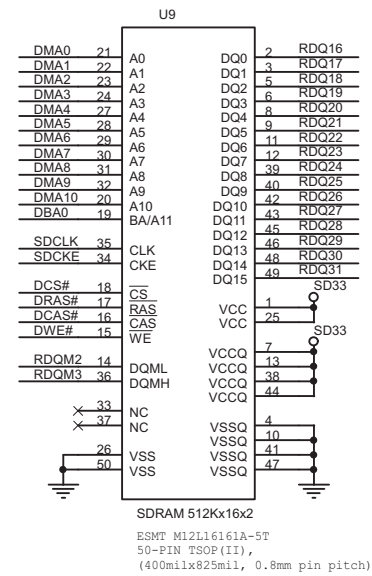 U9
DMA0 21 A0 DQ0 2 RDQ16
DMA1 22 A1 DQ1 3 RDQ17
DMA2 23 A2 DQ2 5 RDQ18
DMA3 24 A3 DQ3 6 RDQ19
DMA4 27 A4 DQ4 8 RDQ20
DMA5 28 A5 DQ5 9 RDQ21
DMA6 29 A6 DQ6 11 RDQ22
DMA7 30 A7 DQ7 12 RDQ23
DMA8 31 A8 DQ8 39 RDQ24
DMA9 32 A9 DQ9 40 RDQ25
DMA10 20 A10 DQ10 42 RDQ26
DBA0 19 BA/A11 DQ11 43 RDQ27
DQ12 45 RDQ28
SDCLK 35 CLK DQ13 46 RDQ29
SDCKE 34 CKE DQ14 48 RDQ30
DQ15 49 RDQ31
DCS# 18 CS
SD33
DRAS# 17 RAS VCC 1
DCAS# 16 CAS VCC 25
DWE# 15 WE
SD33
VCCQ 7
RDQM2 14 DQML VCCQ 13
RDQM3 36 DQMH VCCQ 38
VCCQ 44
33 NC
37 NC VSSQ 4
VSSQ 10
26 VSS VSSQ 41
50 VSS VSSQ 47
SDRAM 512Kx16x2
ESMT M12L16161A-5T
50-PIN TSOP(II),
(400milx825mil, 0.8mm pin pitch)